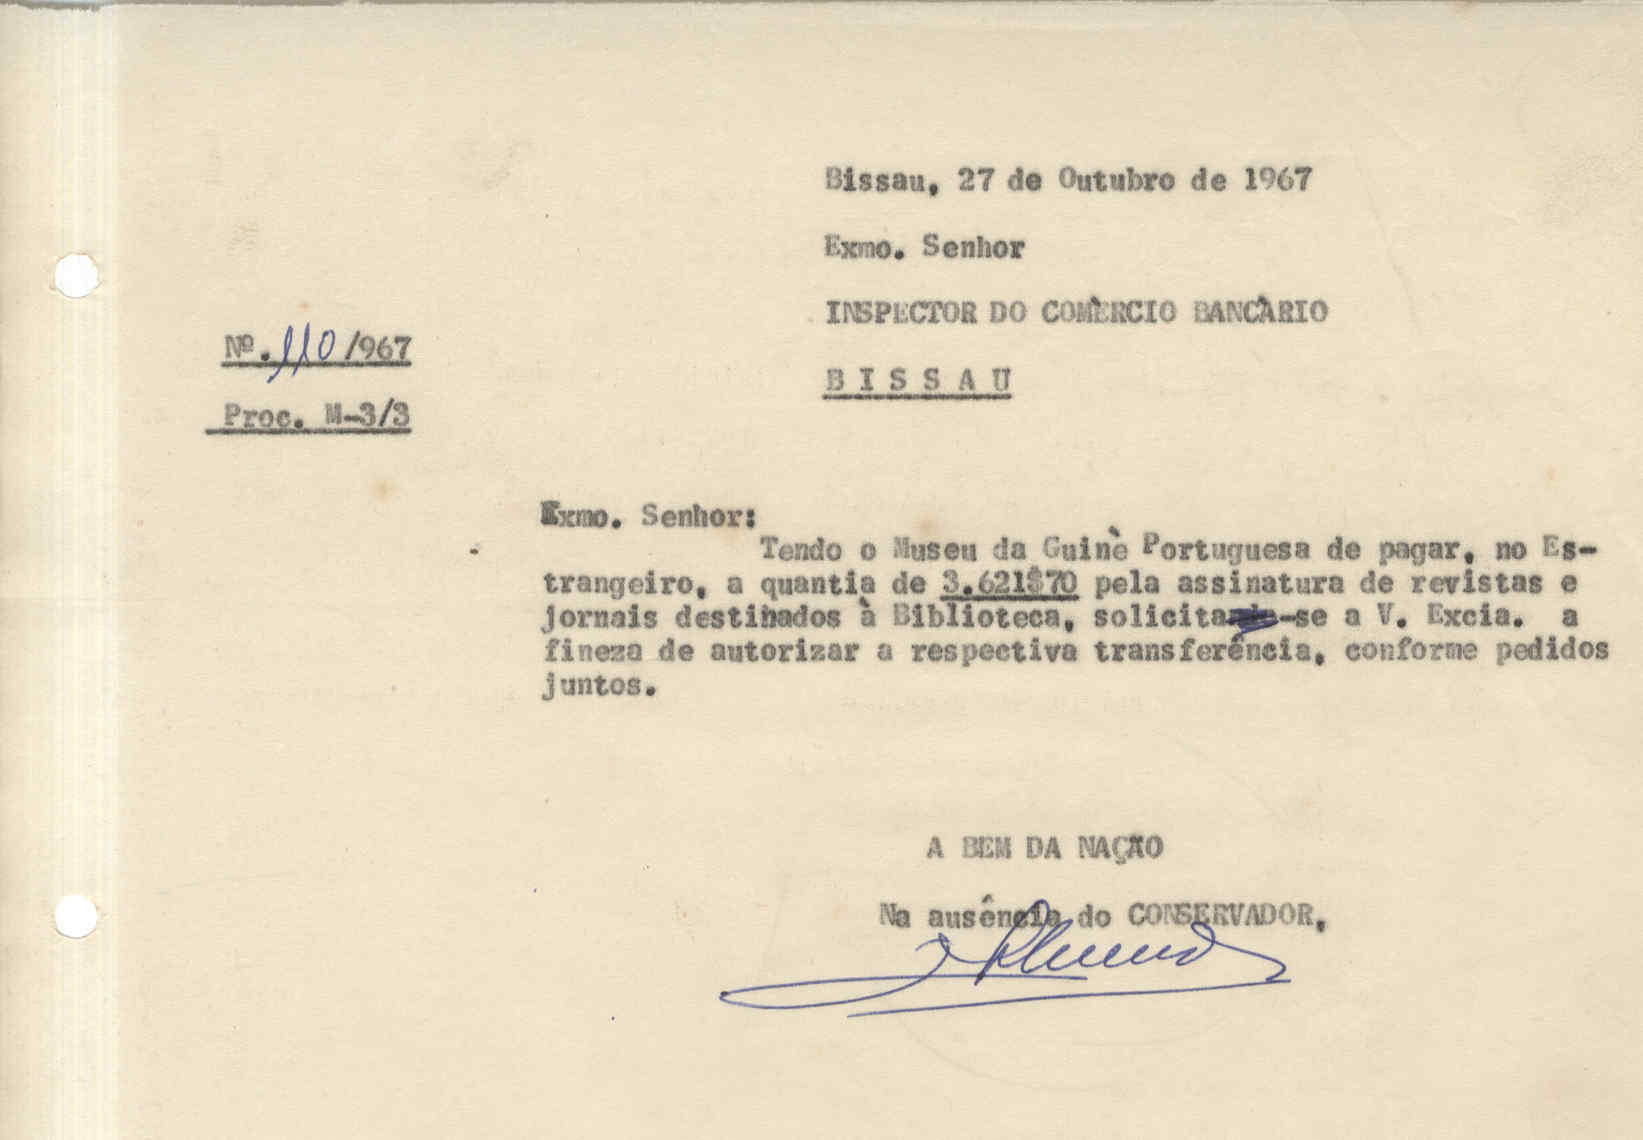 Bissau, 27 de Outubro de 1967
Exmo. Senhor
INSPECTOR DO COMÈRCIO BANCÀRIO
Nº. 110/967
B I S S A U
Proc. M-3/3
Exmo. Senhor:
Tendo o Museu da Guinè Portuguesa de pagar, no Es-
trangeiro, a quantia de 3.621$70 pela assinatura de revistas e
jornais destinados à Biblioteca, solicita-se a V. Excia. a
fineza de autorizar a respectiva transferência, conforme pedidos
juntos.
A BEM DA NAÇÃO
Na ausência do CONSERVADOR,